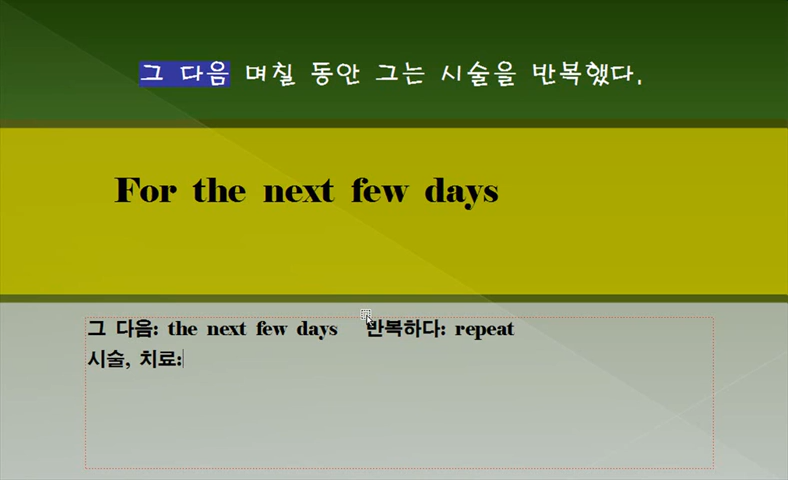 그 다음 며칠 동안 그는 시술을 반복했다.
For the next few days
그 다음: the next few days 반복하다: repeat
시술, 치료: